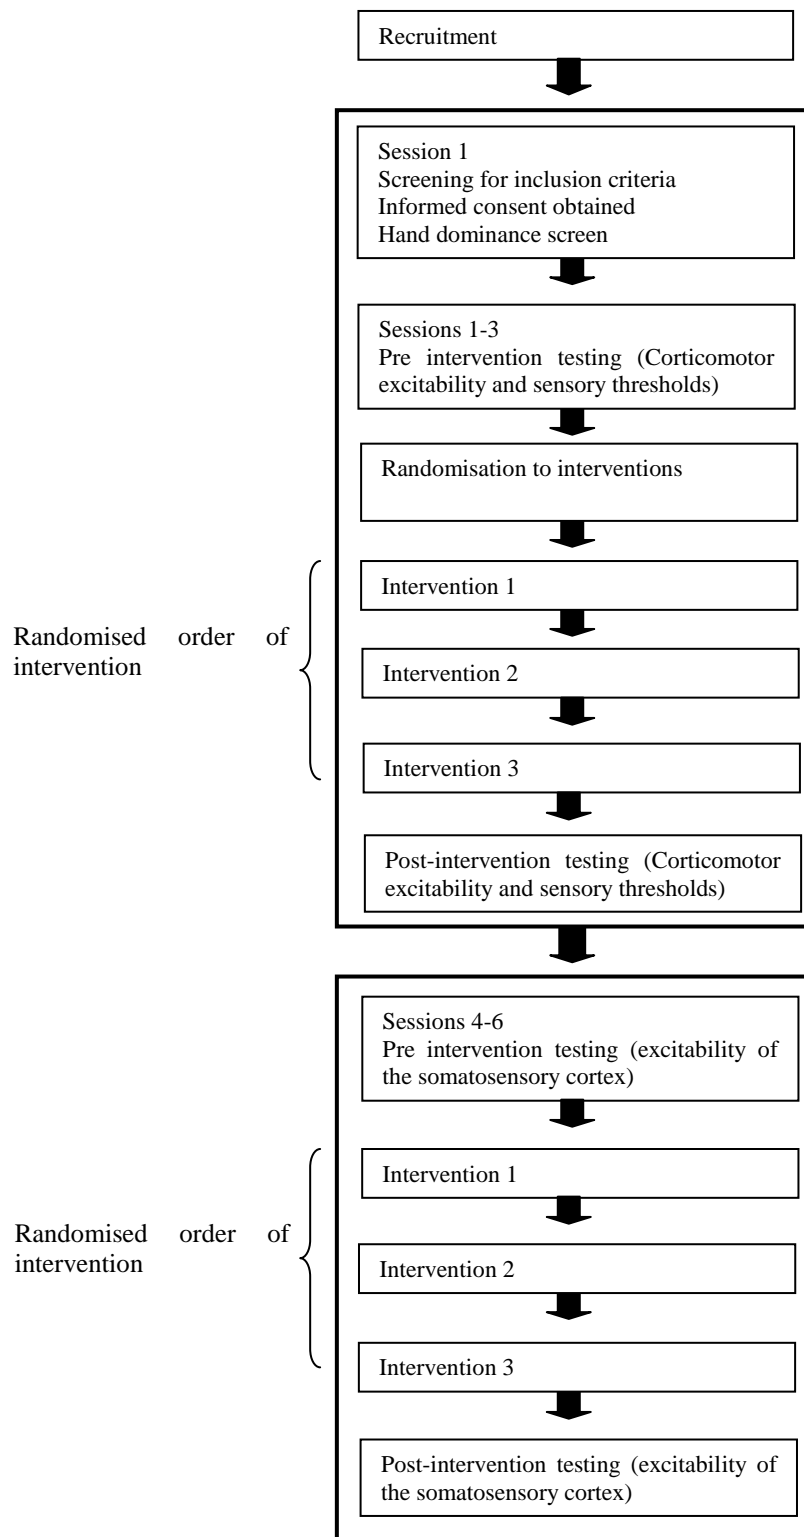 Recruitment
Session 1
Screening for inclusion criteria
Informed consent obtained
Hand dominance screen
Sessions 1-3
Pre intervention testing (Corticomotor
excitability and sensory thresholds)
Randomisation to interventions
Randomised order of
intervention
Intervention 1
Intervention 2
Intervention 3
Post-intervention testing (Corticomotor
excitability and sensory thresholds)
Sessions 4-6
Pre intervention testing (excitability of
the somatosensory cortex)
Randomised order of
intervention
Intervention 1
Intervention 2
Intervention 3
Post-intervention testing (excitability of
the somatosensory cortex)